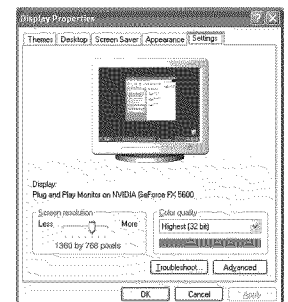 Display Properties
Themes Desktop Screen Saver Appearance Settings
Display:
Plug and Play Monitor on NVIDIA GeForce FX 5600
Screen resolution
Less More
1360 by 768 pixels
Color quality
Highest (32 bit)
Troubleshoot... Advanced
OK Cancel Apply